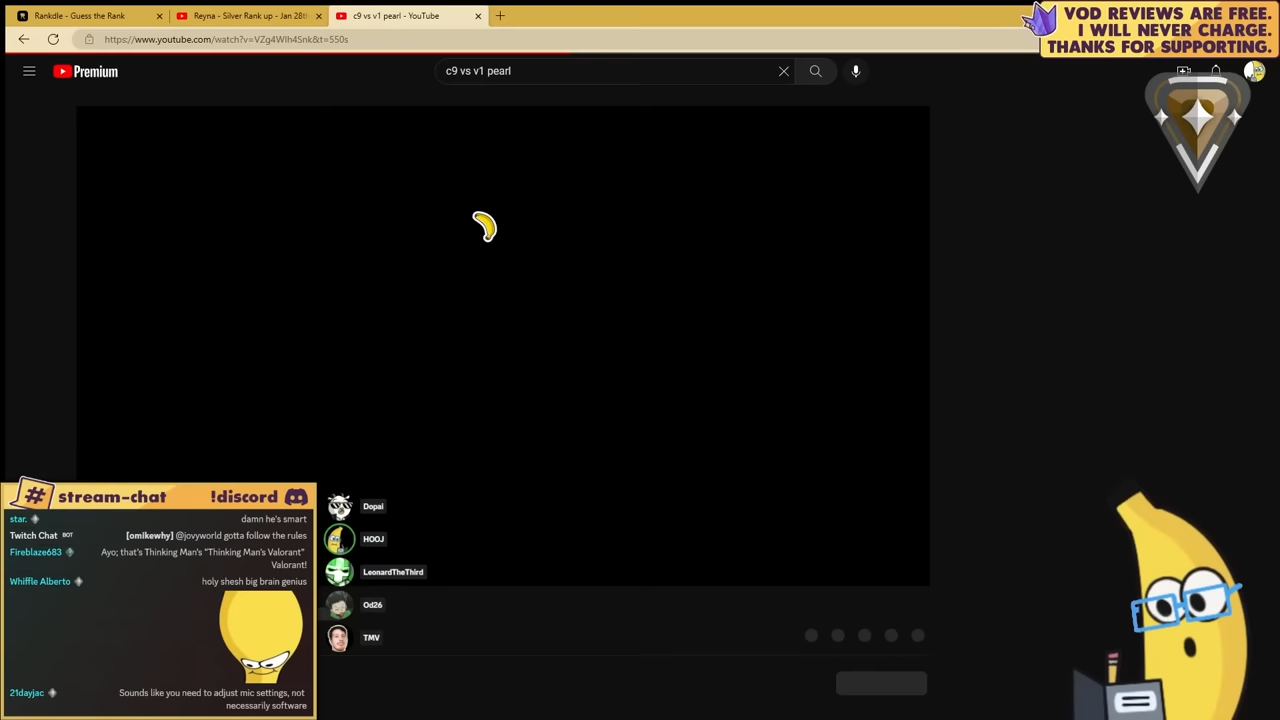 Rankdle - Guess the Rank
Reyna - Silver Rank up - Jan 28th
c9 vs v1 pearl - YouTube
https://www.youtube.com/watch?v=VZg4WIh4Snk&t=550s
VOD REVIEWS ARE FREE.
I WILL NEVER CHARGE.
THANKS FOR SUPPORTING.
Premium
c9 vs v1 pearl
# stream-chat !discord
star. damn he's smart
Twitch Chat BOT [omikewhy] @jovyworld gotta follow the rules
Fireblaze683 Ayo; that's Thinking Man's "Thinking Man's Valorant"
Valorant!
Whiffle Alberto holy shesh big brain genius
21dayjac Sounds like you need to adjust mic settings, not
necessarily software
Dopai
HOOJ
LeonardTheThird
Od26
TMV